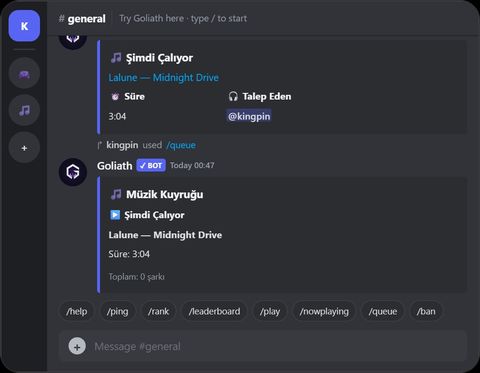 K
# general
Try Goliath here · type / to start
🎵 Şimdi Çalıyor
Lalune — Midnight Drive
⏰ Süre
🎧 Talep Eden
3:04
@kingpin
kingpin used /queue
Goliath ✓ BOT Today 00:47
🎵 Müzik Kuyruğu
▶️ Şimdi Çalıyor
Lalune — Midnight Drive
Süre: 3:04
Toplam: 0 şarkı
/help /ping /rank /leaderboard /play /nowplaying /queue /ban
+ Message #general